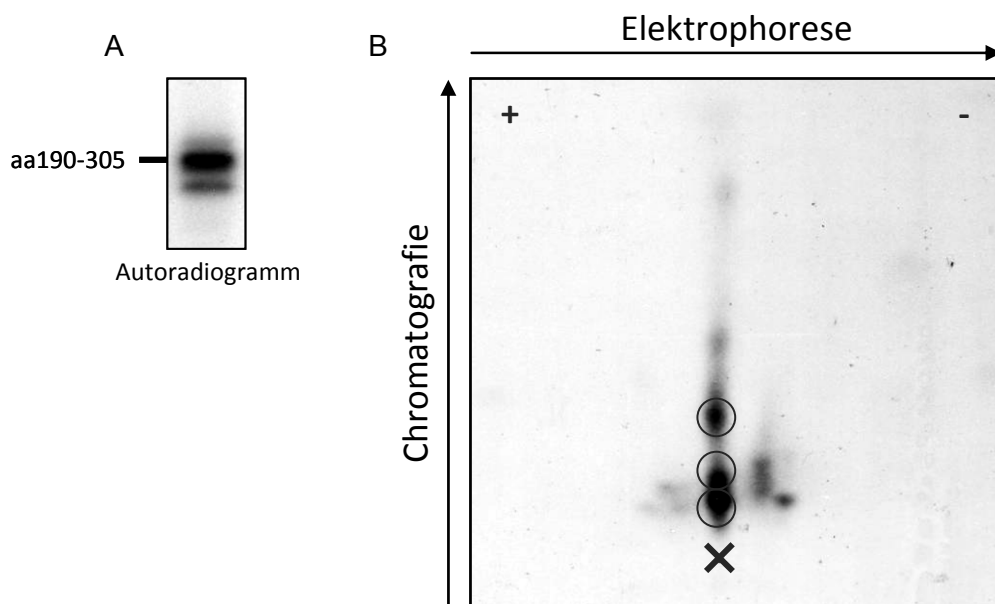 A
aa190-305
Autoradiogramm
B
Elektrophorese
Chromatografie
+
-